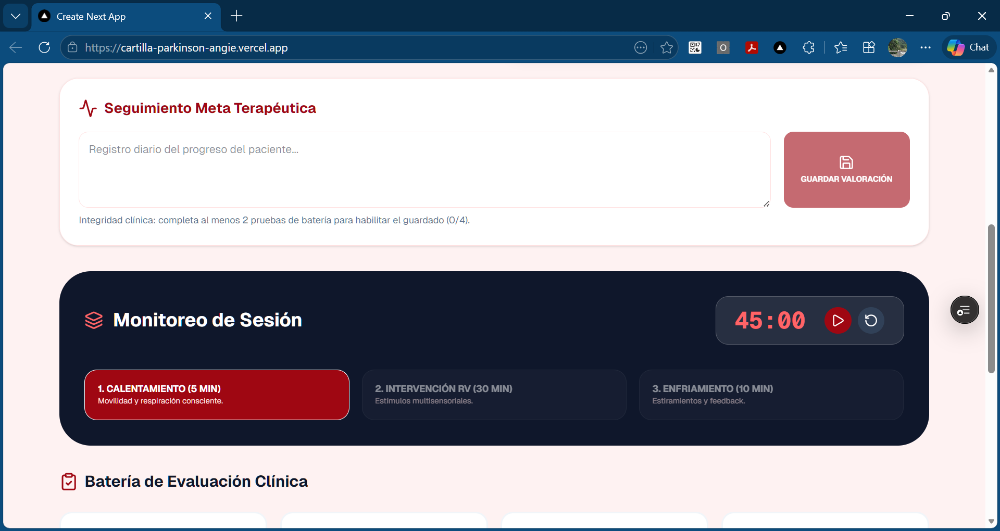 Create Next App
https://cartilla-parkinson-angie.vercel.app
O
Chat
Seguimiento Meta Terapéutica
Registro diario del progreso del paciente...
GUARDAR VALORACIÓN
Integridad clínica: completa al menos 2 pruebas de batería para habilitar el guardado (0/4).
Monitoreo de Sesión
45:00
1. CALENTAMIENTO (5 MIN)
Movilidad y respiración consciente.
2. INTERVENCIÓN RV (30 MIN)
Estímulos multisensoriales.
3. ENFRIAMIENTO (10 MIN)
Estiramientos y feedback.
Batería de Evaluación Clínica